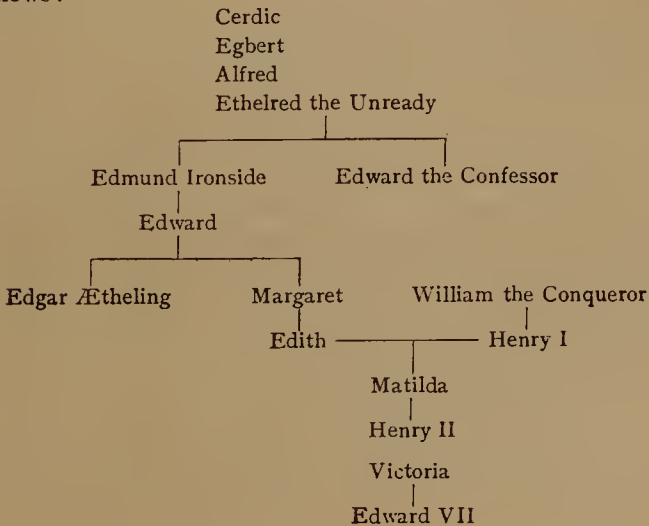 Cerdic
Egbert
Alfred
Ethelred the Unready
Edmund Ironside Edward the Confessor
Edward
Edgar Ætheling Margaret William the Conqueror
Edith Henry I
Matilda
Henry II
Victoria
Edward VII